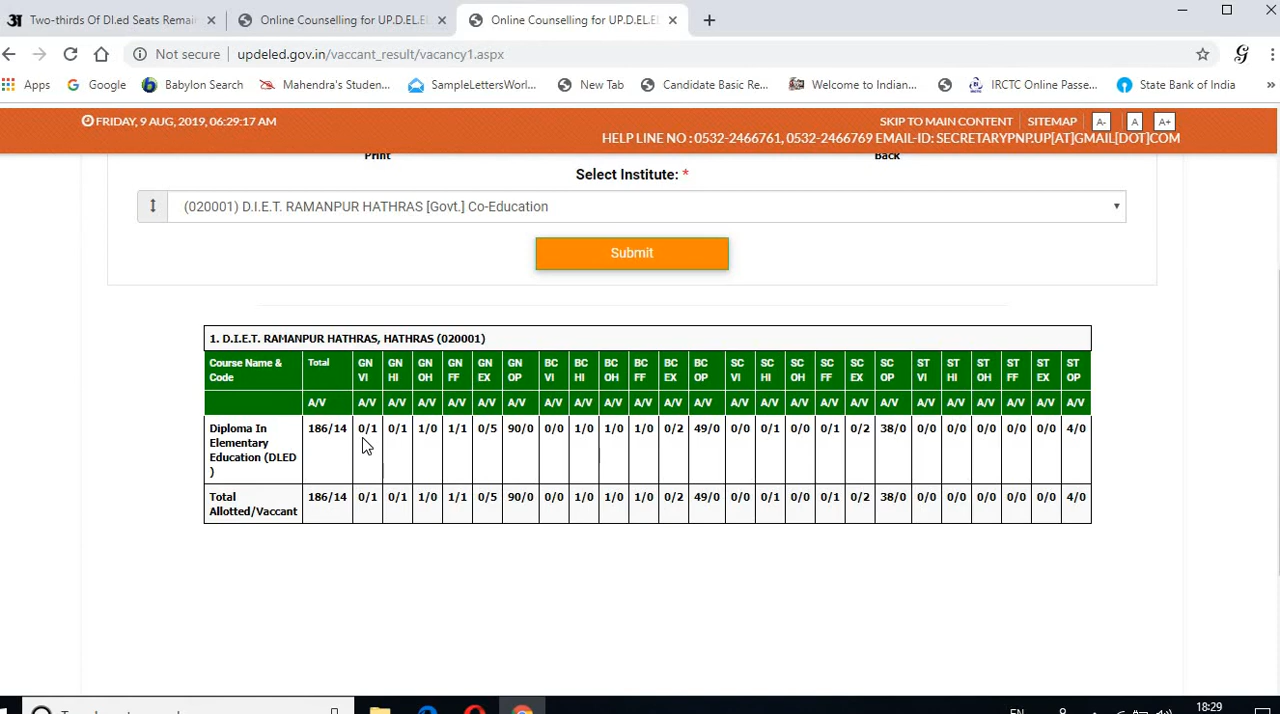 Two-thirds Of Dl.ed Seats Remain
Online Counselling for UP.D.EL.EI
Online Counselling for UP.D.EL.EI
Not secure
updeled.gov.in/vaccant_result/vacancy1.aspx
Apps
Google
Babylon Search
Mahendra's Studen...
SampleLettersWorl...
New Tab
Candidate Basic Re...
Welcome to Indian...
IRCTC Online Passe...
State Bank of India
»
FRIDAY, 9 AUG, 2019, 06:29:17 AM
SKIP TO MAIN CONTENT SITEMAP A- A A+
HELP LINE NO : 0532-2466761, 0532-2466769 EMAIL-ID: SECRETARYPNP.UP[AT]GMAIL[DOT]COM
Print Back
Select Institute: *
(020001) D.I.E.T. RAMANPUR HATHRAS [Govt.] Co-Education
Submit
1. D.I.E.T. RAMANPUR HATHRAS, HATHRAS (020001)
Course Name & Code Total GN VI GN HI GN OH GN FF GN EX GN OP BC VI BC HI BC OH BC FF BC EX BC OP SC VI SC HI SC OH SC FF SC EX SC OP ST VI ST HI ST OH ST FF ST EX ST OP
A/V A/V A/V A/V A/V A/V A/V A/V A/V A/V A/V A/V A/V A/V A/V A/V A/V A/V A/V A/V A/V A/V A/V A/V A/V
Diploma In Elementary Education (DLED ) 186/14 0/1 0/1 1/0 1/1 0/5 90/0 0/0 1/0 1/0 1/0 0/2 49/0 0/0 0/1 0/0 0/1 0/2 38/0 0/0 0/0 0/0 0/0 0/0 4/0
Total Allotted/Vaccant 186/14 0/1 0/1 1/0 1/1 0/5 90/0 0/0 1/0 1/0 1/0 0/2 49/0 0/0 0/1 0/0 0/1 0/2 38/0 0/0 0/0 0/0 0/0 0/0 4/0
18:29